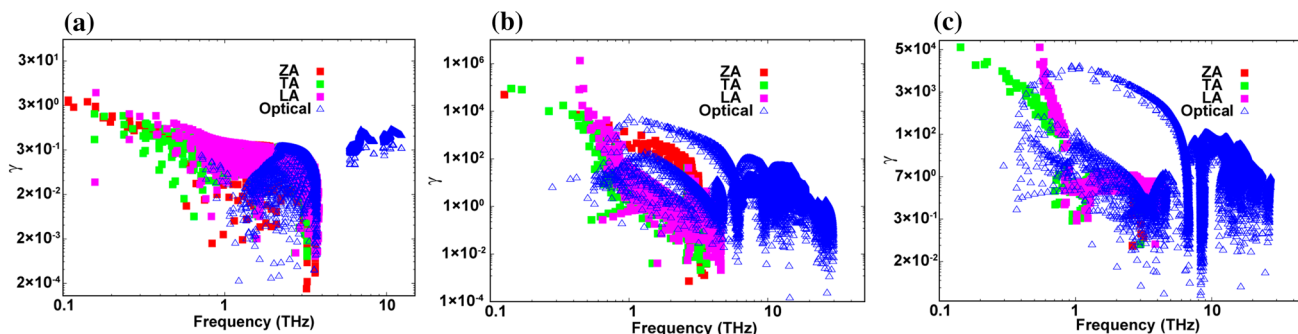 (a)
3×10¹
3×10⁰
3×10⁻¹
2×10⁻²
2×10⁻³
2×10⁻⁴
γ
ZA
TA
LA
Optical
0.1
1
10
Frequency (THz)
(b)
1×10⁶
1×10⁴
1×10²
1×10⁰
1×10⁻²
1×10⁻⁴
γ
ZA
TA
LA
Optical
0.1
1
10
Frequency (THz)
(c)
5×10⁴
3×10³
1×10²
7×10⁰
3×10⁻¹
2×10⁻²
γ
ZA
TA
LA
Optical
0.1
1
10
Frequency (THz)